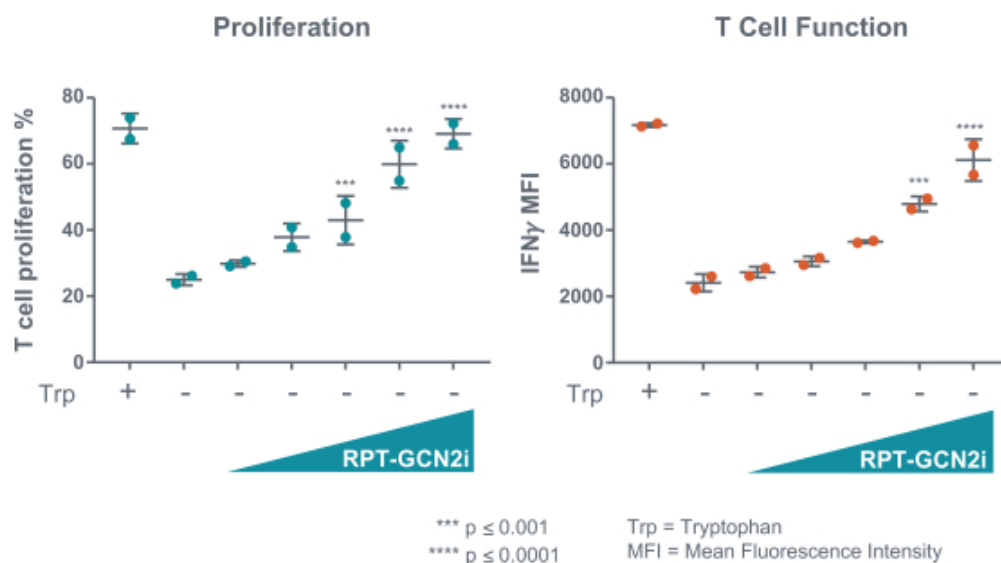 Proliferation
T cell proliferation %
80
60
40
20
0
***
****
****
Trp + - - - - - -
RPT-GCN2i
T Cell Function
IFNγ MFI
8000
6000
4000
2000
0
***
****
Trp + - - - - - -
RPT-GCN2i
*** p ≤ 0.001
**** p ≤ 0.0001
Trp = Tryptophan
MFI = Mean Fluorescence Intensity